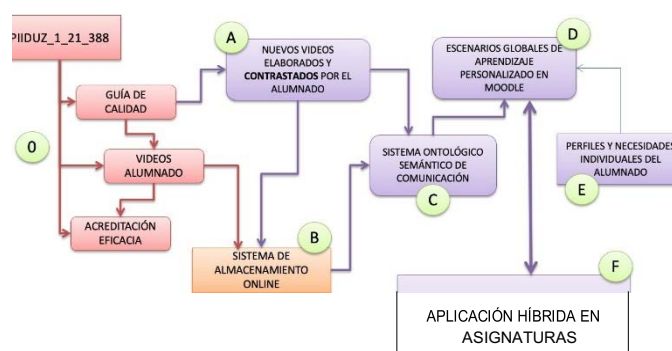 PIIDUZ_1_21_388
0
GUÍA DE
CALIDAD
VIDEOS
ALUMNADO
ACREDITACIÓN
EFICACIA
A
NUEVOS VIDEOS
ELABORADOS Y
CONTRASTADOS POR EL
ALUMNADO
B
SISTEMA DE
ALMACENAMIENTO
ONLINE
SISTEMA ONTOLÓGICO
SEMÁNTICO DE
COMUNICACIÓN
C
D
ESCENARIOS GLOBALES DE
APRENDIZAJE
PERSONALIZADO EN
MOODLE
PERFILES Y NECESIDADES
INDIVIDUALES DEL
ALUMNADO
E
F
APLICACIÓN HÍBRIDA EN
ASIGNATURAS